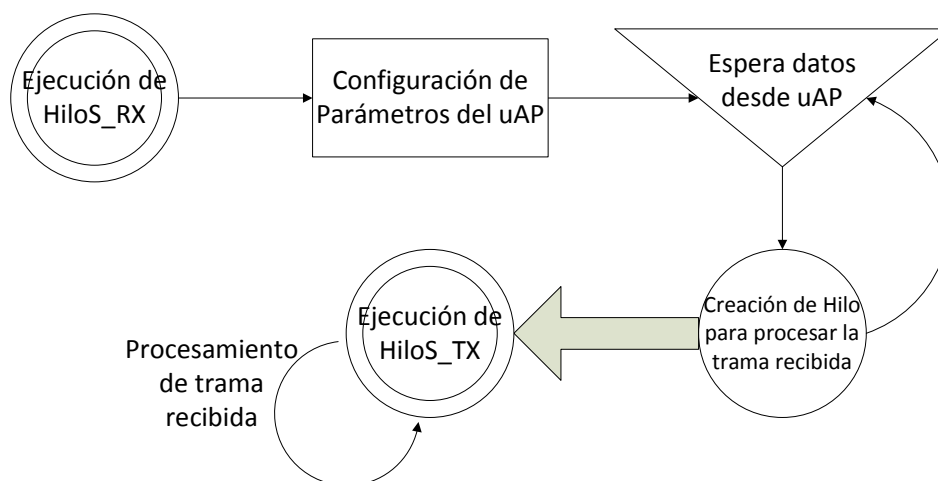 Ejecución de
HiloS_RX
Configuración de
Parámetros del uAP
Espera datos
desde uAP
Creación de Hilo
para procesar la
trama recibida
Ejecución de
HiloS_TX
Procesamiento
de trama
recibida